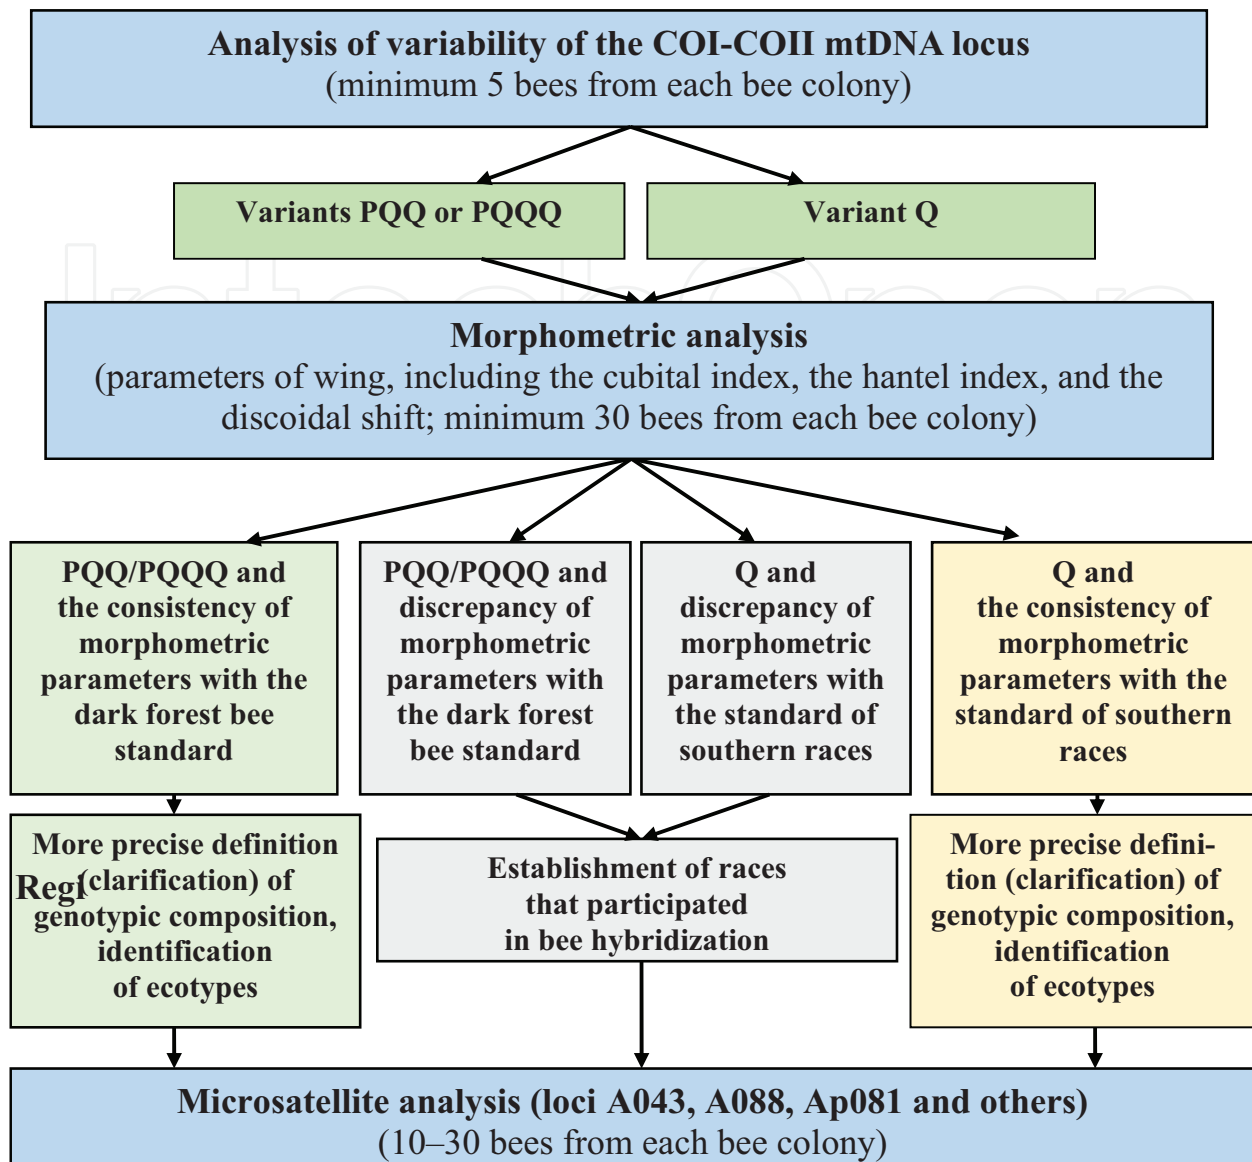 Analysis of variability of the COI-COII mtDNA locus
(minimum 5 bees from each bee colony)
Variants PQQ or PQQQ
Variant Q
Morphometric analysis
(parameters of wing, including the cubital index, the hantel index, and the
discoidal shift; minimum 30 bees from each bee colony)
PQQ/PQQQ and
the consistency of
morphometric
parameters with the
dark forest bee
standard
PQQ/PQQQ and
discrepancy of
morphometric
parameters with
the dark forest
bee standard
Q and
discrepancy of
morphometric
parameters with
the standard of
southern races
Q and
the consistency of
morphometric
parameters with the
standard of southern
races
More precise definition
(clarification) of
genotypic composition,
identification
of ecotypes
Regi
Establishment of races
that participated
in bee hybridization
More precise defini-
tion (clarification) of
genotypic composition,
identification
of ecotypes
Microsatellite analysis (loci A043, A088, Ap081 and others)
(10–30 bees from each bee colony)